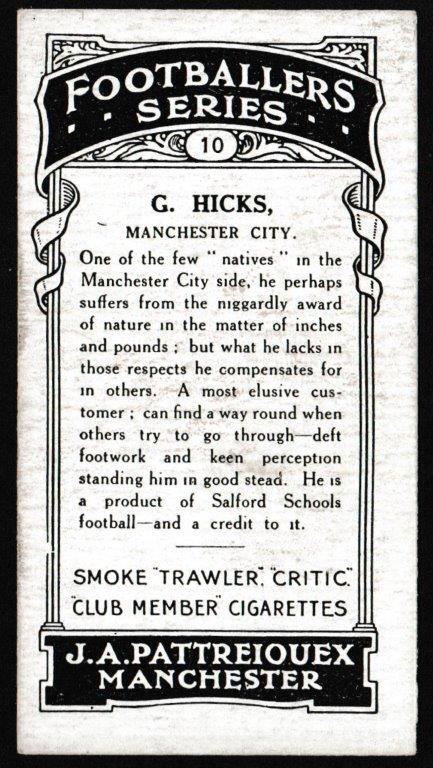 FOOTBALLERS
SERIES
10
G. HICKS,
MANCHESTER CITY.
One of the few " natives " in the
Manchester City side, he perhaps
suffers from the niggardly award
of nature in the matter of inches
and pounds ; but what he lacks in
those respects he compensates for
in others. A most elusive cus-
tomer ; can find a way round when
others try to go through—deft
footwork and keen perception
standing him in good stead. He is
a product of Salford Schools
football—and a credit to it.
SMOKE "TRAWLER", "CRITIC"
"CLUB MEMBER" CIGARETTES
J.A.PATTREIOUEX
MANCHESTER